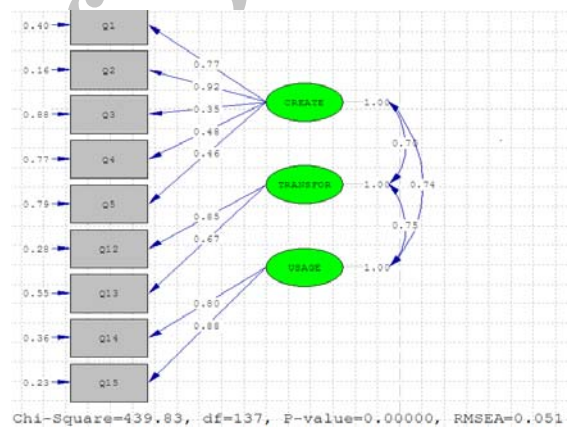 0.40 Q1
0.77
0.16 Q2
0.92
0.88 Q3
0.35
CREATE 1.00
0.48
0.77 Q4
0.46
0.79 Q5
TRANSPOR 1.00
0.74
0.85
0.28 Q12
0.67
0.75
0.55 Q13
USAGE 1.00
0.80
0.36 Q14
0.88
0.23 Q15
Chi-Square=439.83, df=137, P-value=0.00000, RMSEA=0.051